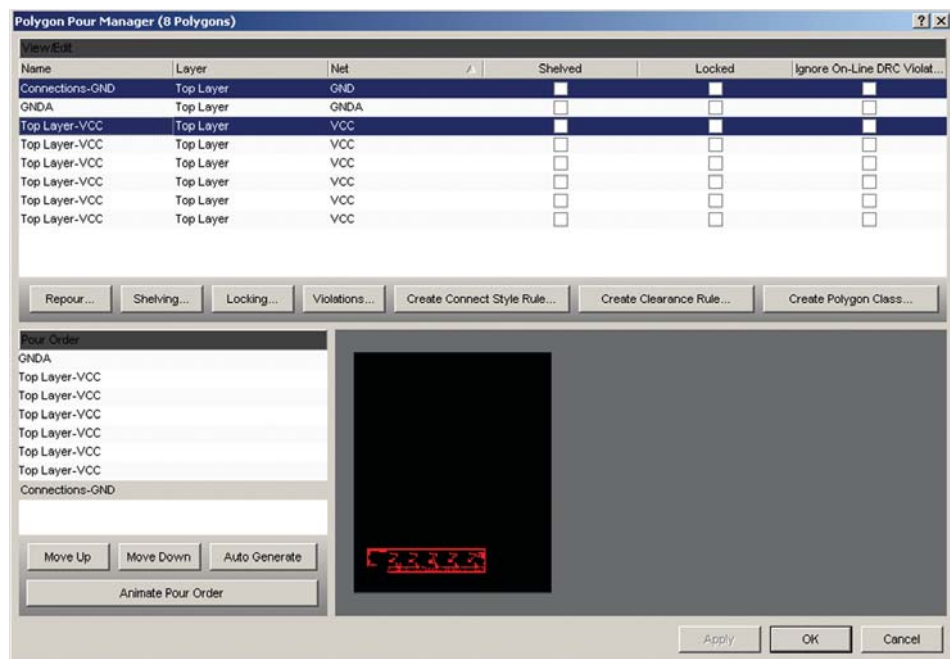 Polygon Pour Manager (8 Polygons)
View/Edit
Name Layer Net Shelved Locked Ignore On-Line DRC Violat...
Connections-GND Top Layer GND
GNDA Top Layer GNDA
Top Layer-VCC Top Layer VCC
Top Layer-VCC Top Layer VCC
Top Layer-VCC Top Layer VCC
Top Layer-VCC Top Layer VCC
Top Layer-VCC Top Layer VCC
Top Layer-VCC Top Layer VCC
Repour... Shelving... Locking... Violations... Create Connect Style Rule... Create Clearance Rule... Create Polygon Class...
Pour Order
GNDA
Top Layer-VCC
Top Layer-VCC
Top Layer-VCC
Top Layer-VCC
Top Layer-VCC
Top Layer-VCC
Connections-GND
Move Up Move Down Auto Generate
Animate Pour Order
Apply OK Cancel